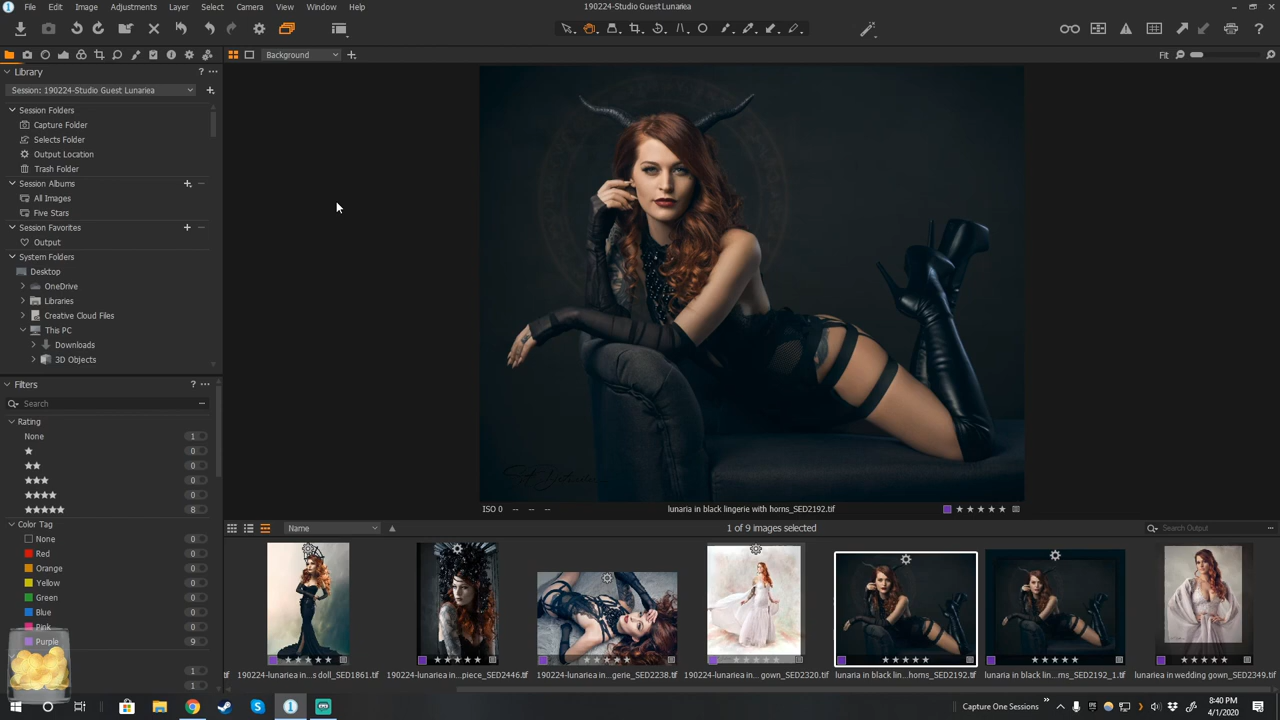 File Edit Image Adjustments Layer Select Camera View Window Help
190224-Studio Guest Lunariea
Background
Fit
Library ? ...
Session: 190224-Studio Guest Lunariea
Session Folders
Capture Folder
Selects Folder
Output Location
Trash Folder
Session Albums
All Images
Five Stars
Session Favorites
Output
System Folders
Desktop
OneDrive
Libraries
Creative Cloud Files
This PC
Downloads
3D Objects
Filters ? ...
Search
Rating
None 1
★ 0
★★ 0
★★★ 0
★★★★ 0
★★★★★ 8
Color Tag
None 0
Red 0
Orange 0
Yellow 0
Green 0
Blue 0
Pink 0
Purple 9
1
1
ISO 0 -- -- --
lunaria in black lingerie with horns_SED2192.tif
Name
1 of 9 images selected
Search Output
190224-lunariea in...s doll_SED1861.tif
190224-lunariea in...piece_SED2446.tif
190224-lunariea in...gerie_SED2238.tif
190224-lunariea in... gown_SED2320.tif
lunaria in black lin...horns_SED2192.tif
lunaria in black lin...ms_SED2192_1.tif
lunariea in wedding gown_SED2349.tif
Capture One Sessions
8:40 PM
4/1/2020